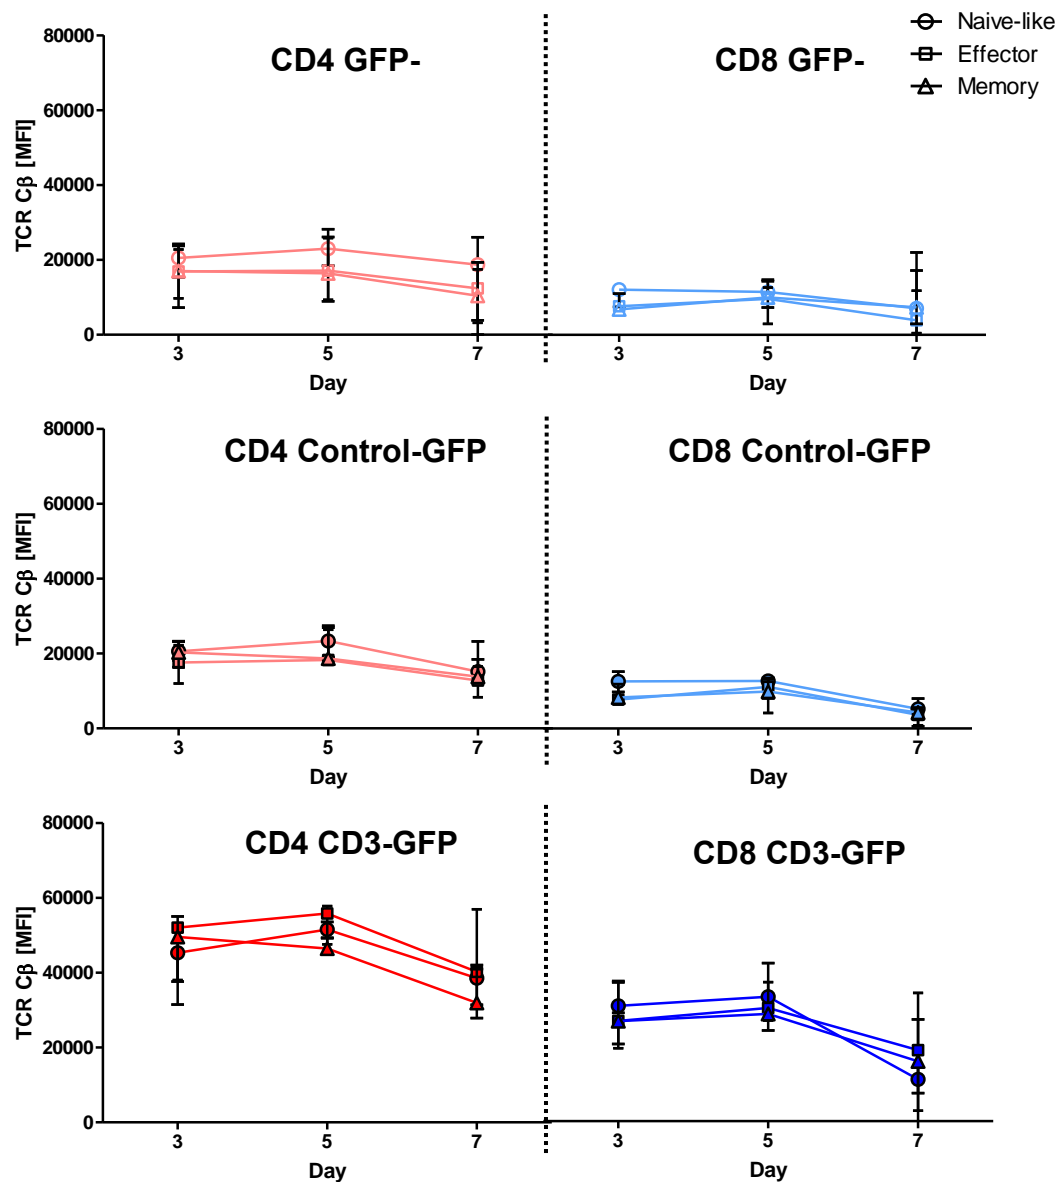 Naive-like
Effector
Memory
CD4 GFP-
CD8 GFP-
TCR Cβ [MFI]
80000
60000
40000
20000
0
3
5
7
3
5
7
Day
Day
CD4 Control-GFP
CD8 Control-GFP
TCR Cβ [MFI]
80000
60000
40000
20000
0
3
5
7
3
5
7
Day
Day
CD4 CD3-GFP
CD8 CD3-GFP
TCR Cβ [MFI]
80000
60000
40000
20000
0
3
5
7
3
5
7
Day
Day